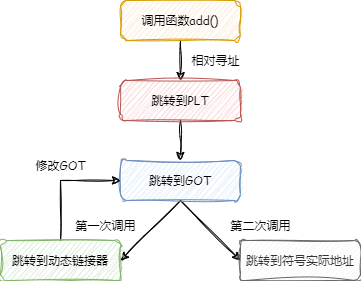 调用函数add()
相对寻址
跳转到PLT
修改GOT
跳转到GOT
第一次调用
第二次调用
跳转到动态链接器
跳转到符号实际地址